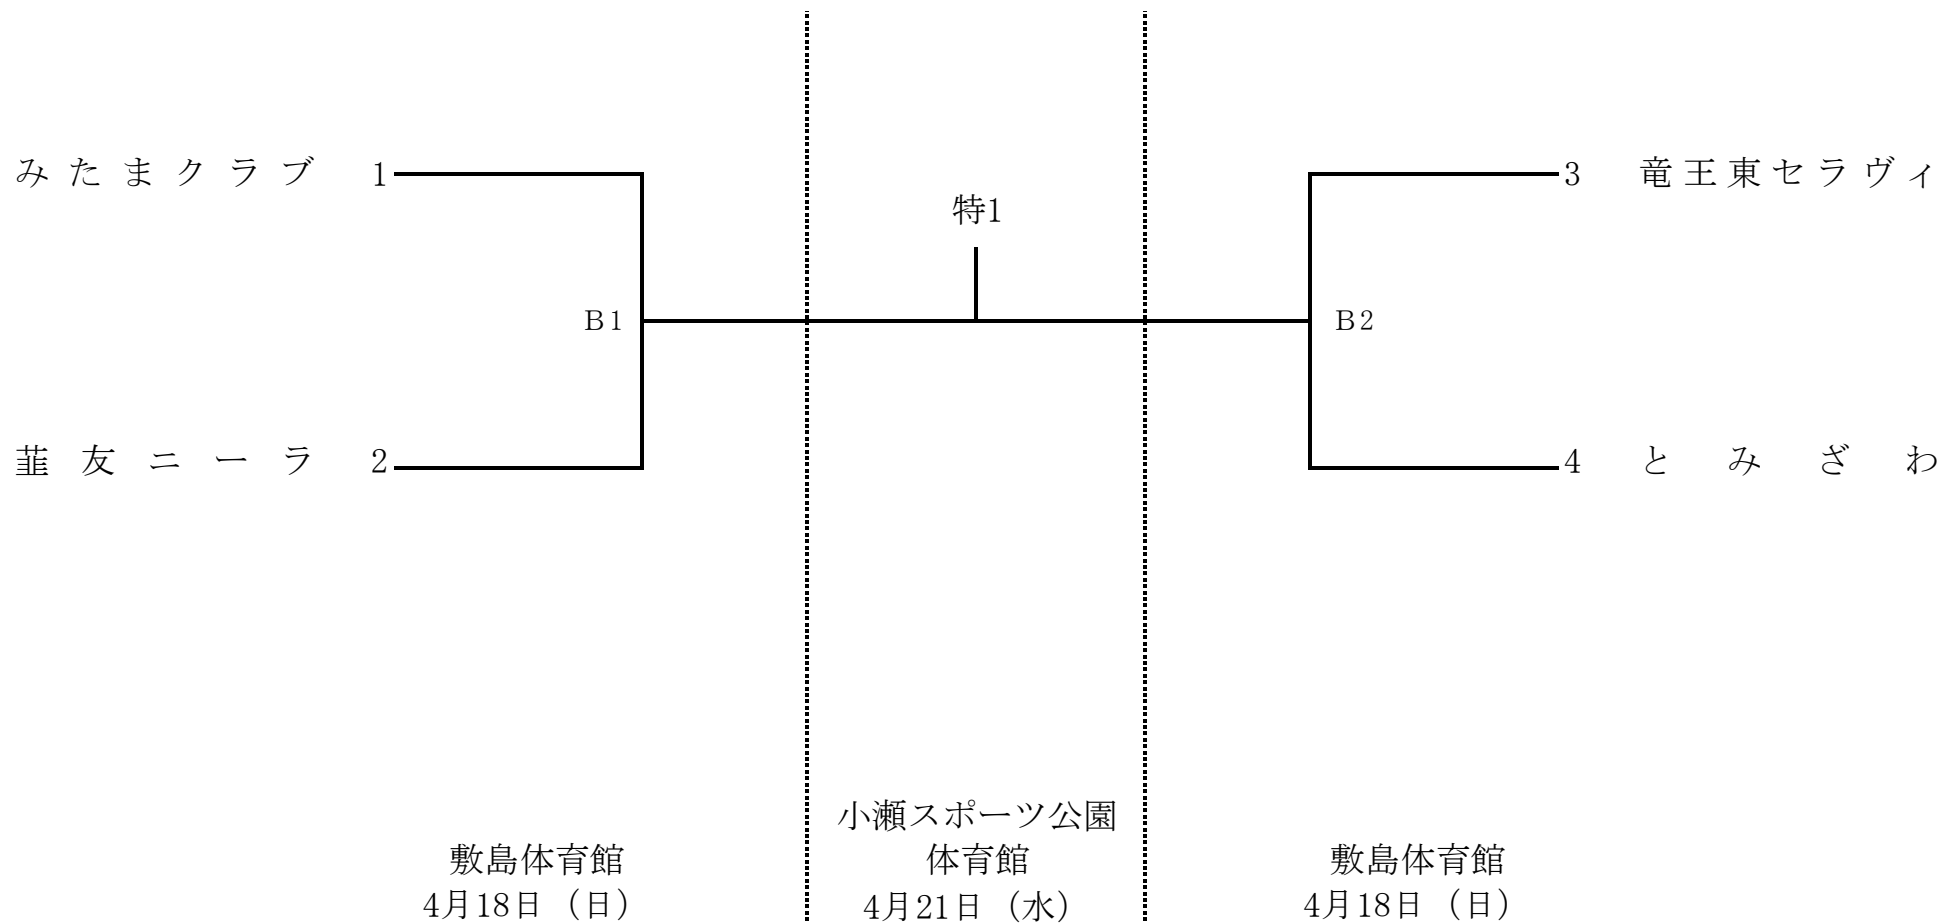 みたまクラブ 1
3 竜王東セラヴィ
特1
B1
B2
韮友ニーラ 2
4 とみざわ
敷島体育館
4月18日（日）
小瀬スポーツ公園
体育館
4月21日（水）
敷島体育館
4月18日（日）